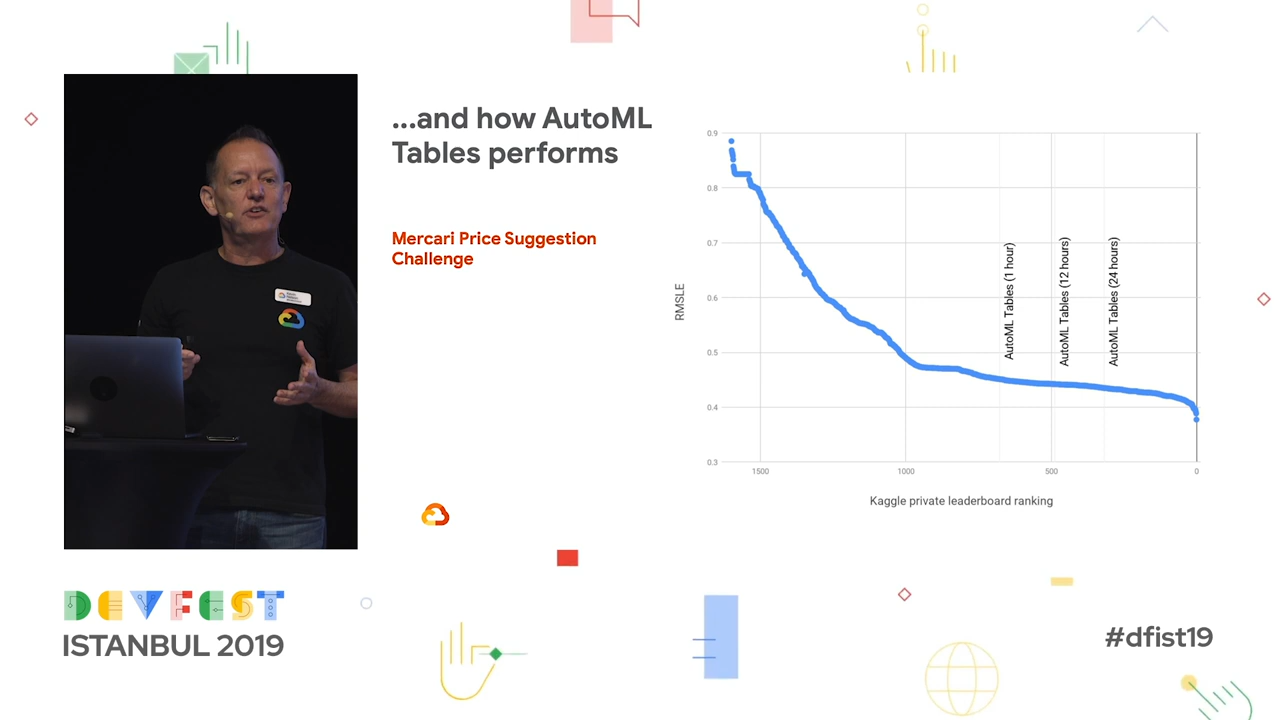 ...and how AutoML
Tables performs
Mercari Price Suggestion
Challenge
0.9
0.8
0.7
0.6
0.5
0.4
0.3
RMSLE
AutoML Tables (1 hour)
AutoML Tables (12 hours)
AutoML Tables (24 hours)
1500
1000
500
0
Kaggle private leaderboard ranking
DEVFEST
ISTANBUL 2019
#dfist19